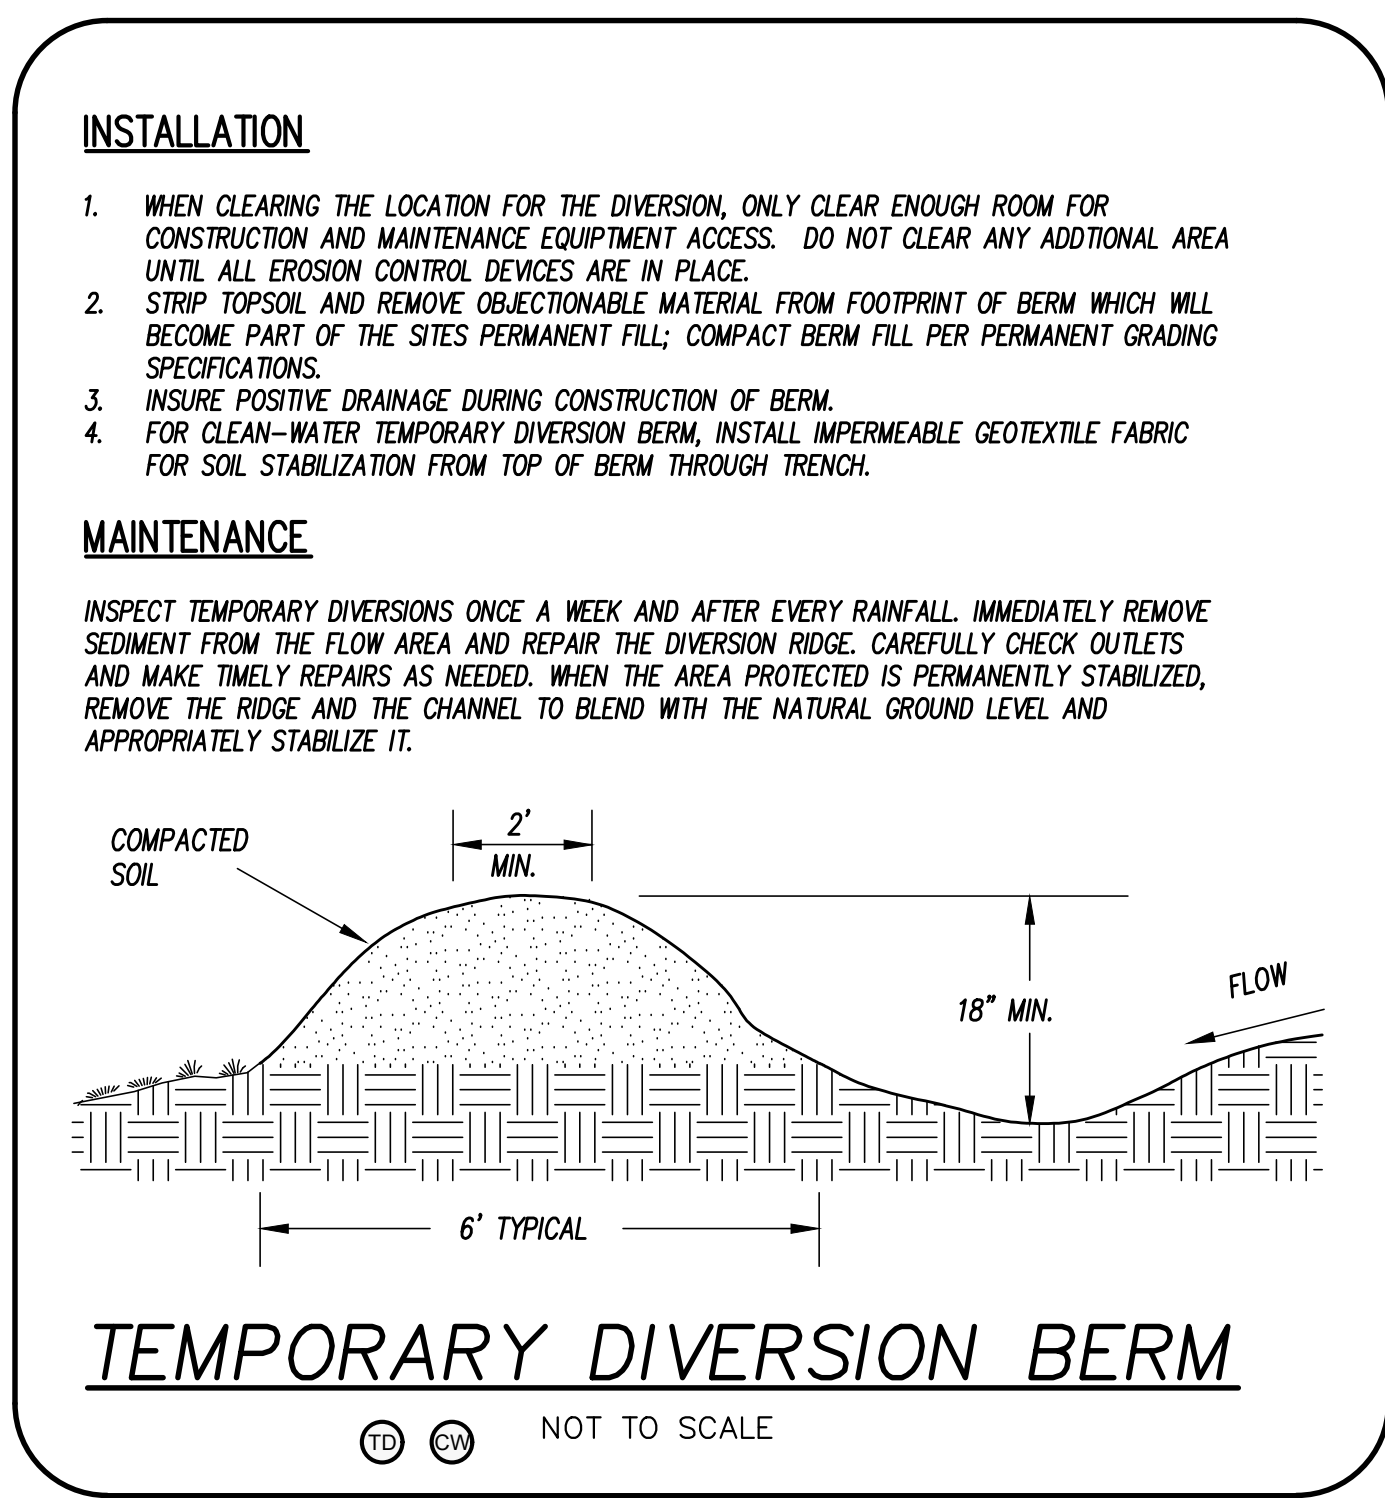 INSTALLATION
1. WHEN CLEARING THE LOCATION FOR THE DIVERSION, ONLY CLEAR ENOUGH ROOM FOR
CONSTRUCTION AND MAINTENANCE EQUIPTMENT ACCESS. DO NOT CLEAR ANY ADDTIONAL AREA
UNTIL ALL EROSION CONTROL DEVICES ARE IN PLACE.
2. STRIP TOPSOIL AND REMOVE OBJECTIONABLE MATERIAL FROM FOOTPRINT OF BERM WHICH WILL
BECOME PART OF THE SITES PERMANENT FILL; COMPACT BERM FILL PER PERMANENT GRADING
SPECIFICATIONS.
3. INSURE POSITIVE DRAINAGE DURING CONSTRUCTION OF BERM.
4. FOR CLEAN-WATER TEMPORARY DIVERSION BERM, INSTALL IMPERMEABLE GEOTEXTILE FABRIC
FOR SOIL STABILIZATION FROM TOP OF BERM THROUGH TRENCH.
MAINTENANCE
INSPECT TEMPORARY DIVERSIONS ONCE A WEEK AND AFTER EVERY RAINFALL. IMMEDIATELY REMOVE
SEDIMENT FROM THE FLOW AREA AND REPAIR THE DIVERSION RIDGE. CAREFULLY CHECK OUTLETS
AND MAKE TIMELY REPAIRS AS NEEDED. WHEN THE AREA PROTECTED IS PERMANENTLY STABILIZED,
REMOVE THE RIDGE AND THE CHANNEL TO BLEND WITH THE NATURAL GROUND LEVEL AND
APPROPRIATELY STABILIZE IT.
COMPACTED
SOIL
2'
MIN.
18" MIN.
FLOW
6' TYPICAL
TEMPORARY DIVERSION BERM
TD CW NOT TO SCALE